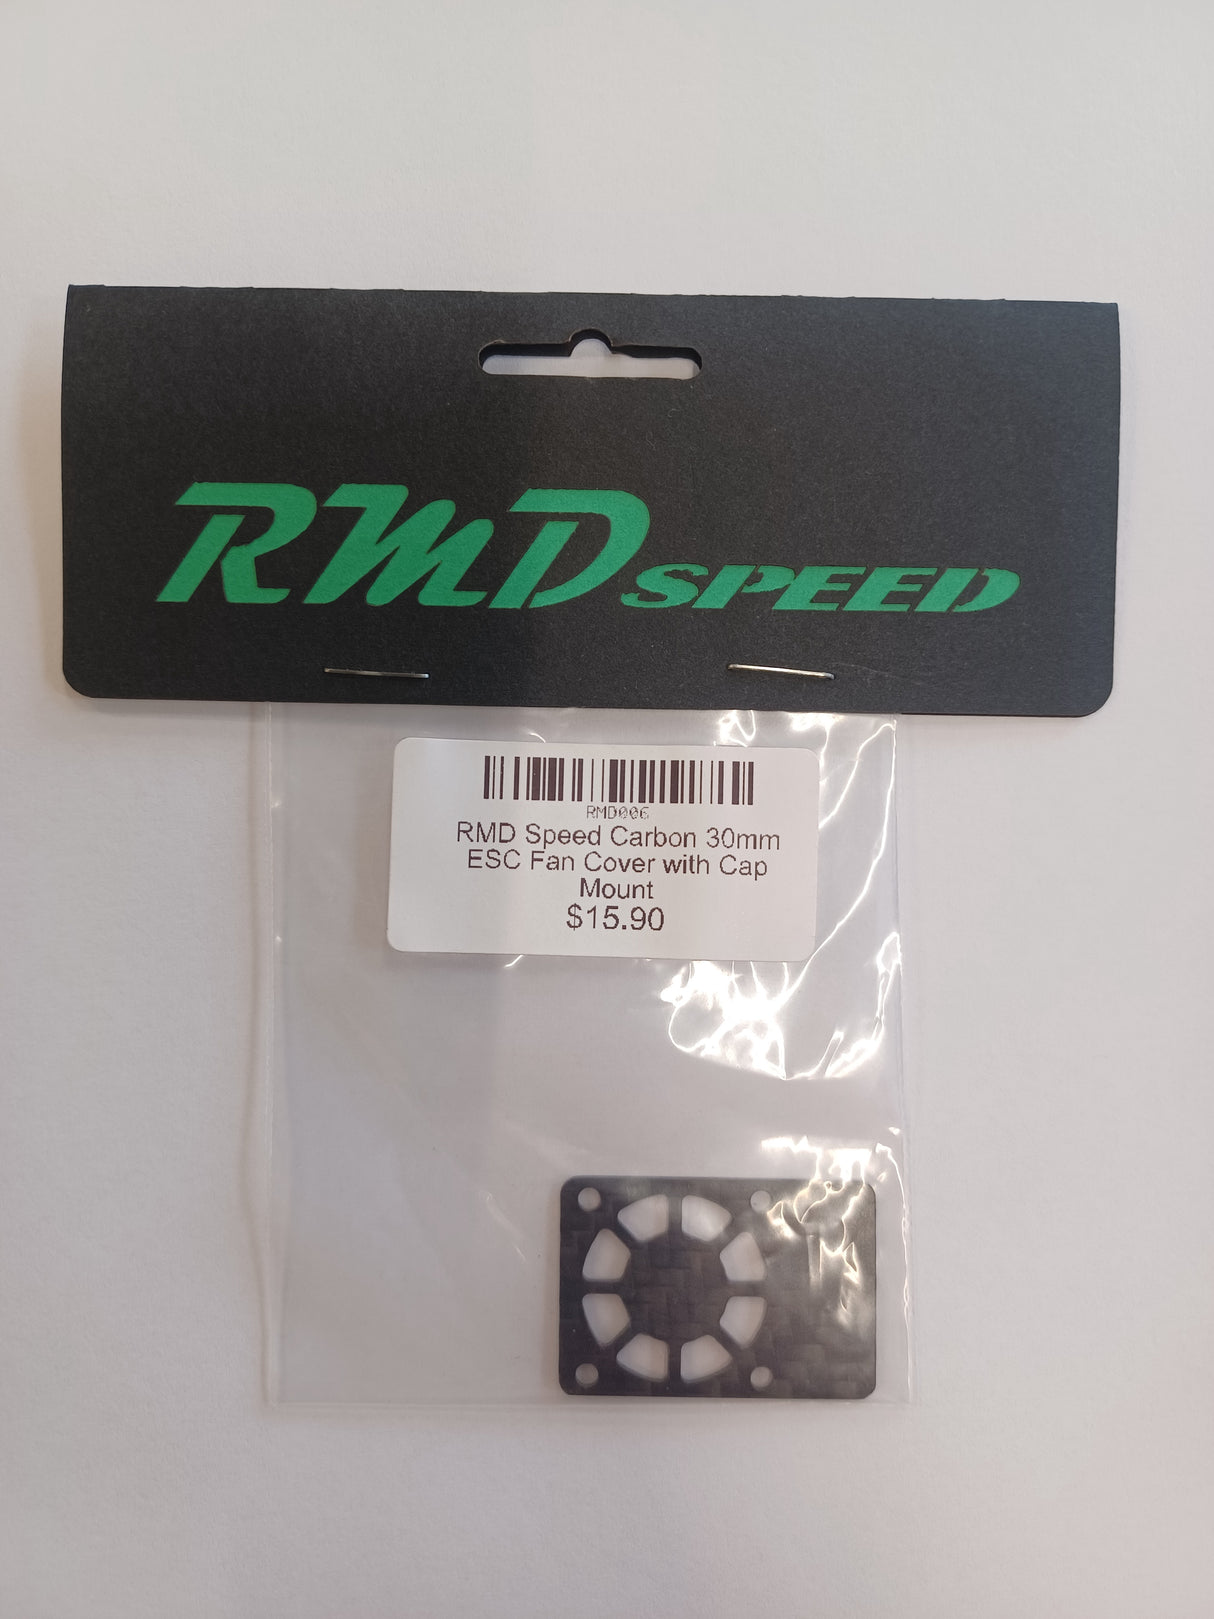 RMD SPEED
RMD006
RMD Speed Carbon 30mm
ESC Fan Cover with Cap
Mount
$15.90